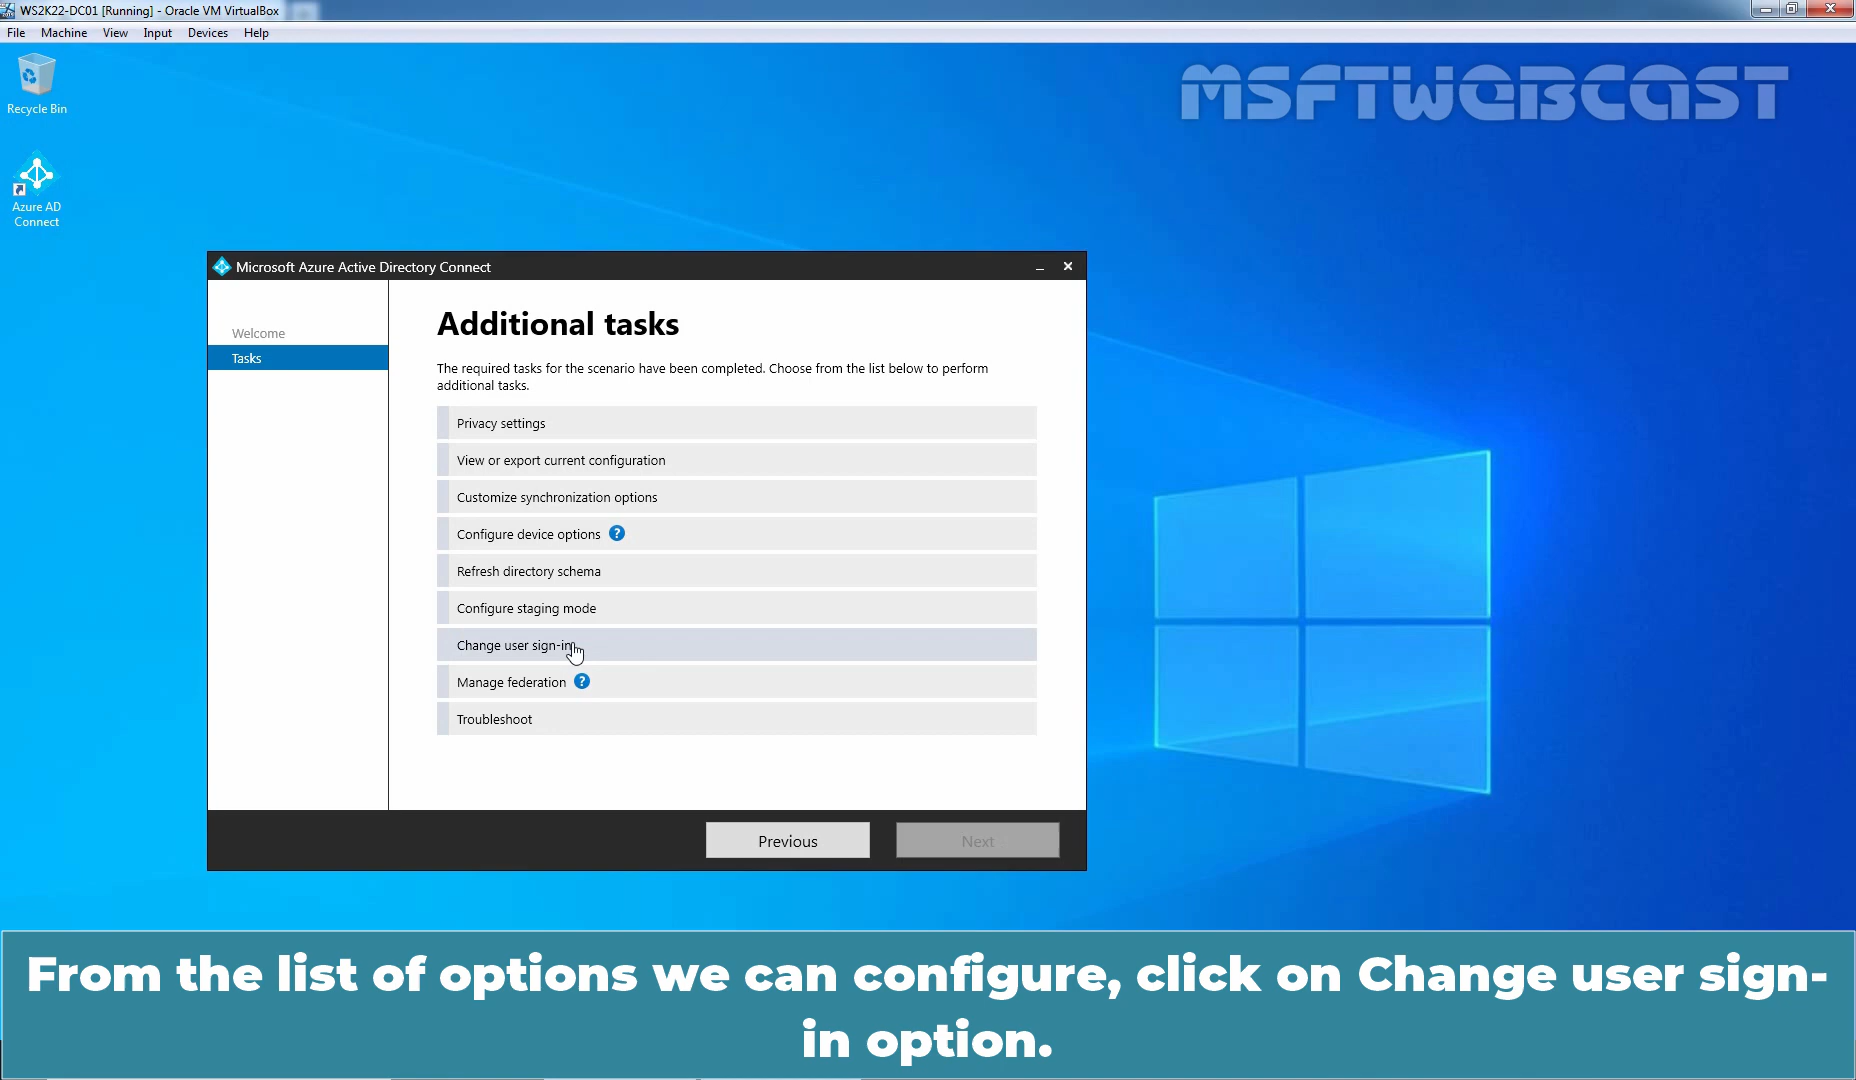 WS2K22-DC01 [Running] - Oracle VM VirtualBox
File Machine View Input Devices Help
MSFTWEBCAST
Recycle Bin
Azure AD
Connect
Microsoft Azure Active Directory Connect
Welcome
Tasks
Additional tasks
The required tasks for the scenario have been completed. Choose from the list below to perform
additional tasks.
Privacy settings
View or export current configuration
Customize synchronization options
Configure device options ?
Refresh directory schema
Configure staging mode
Change user sign-in
Manage federation ?
Troubleshoot
Previous
Next
From the list of options we can configure, click on Change user sign-
in option.